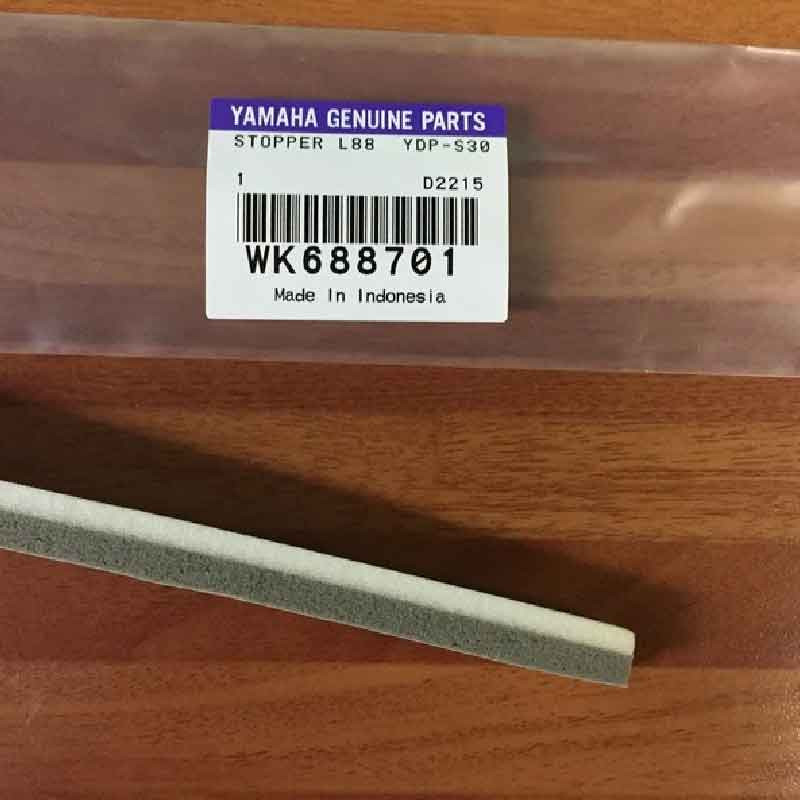 YAMAHA GENUINE PARTS
STOPPER L88 YDP-S30
1 D2215
WK688701
Made In Indonesia